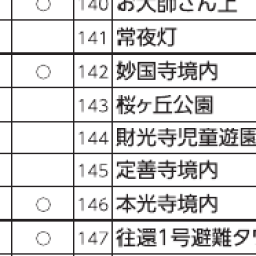 ○ 140 お大師さん上
141 常夜灯
○ 142 妙国寺境内
143 桜ヶ丘公園
144 財光寺児童遊園
145 定善寺境内
○ 146 本光寺境内
○ 147 往還1号避難タワ